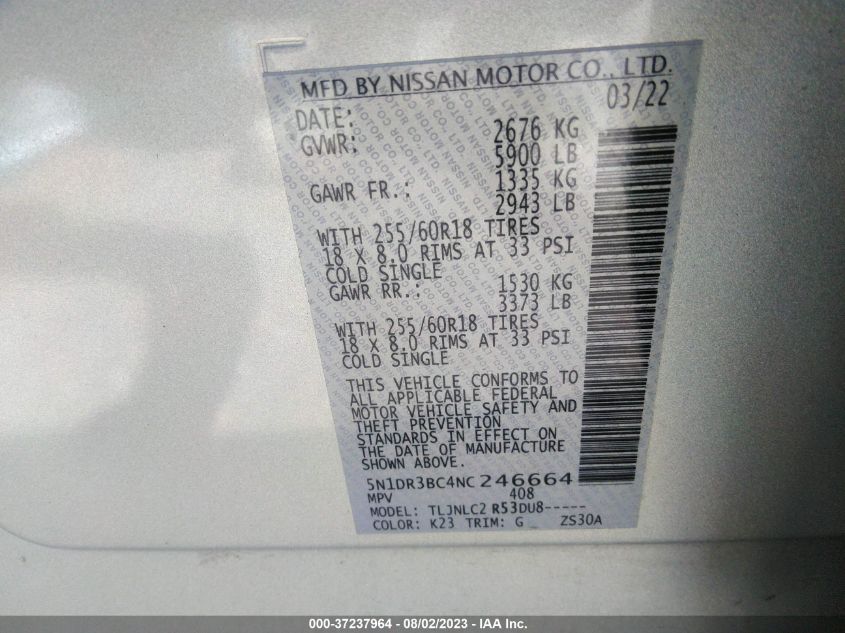 MFD BY NISSAN MOTOR CO., LTD.
DATE: 03/22
GVWR: 2676 KG
5900 LB
GAWR FR.: 1335 KG
2943 LB
WITH 255/60R18 TIRES
18 X 8.0 RIMS AT 33 PSI
COLD SINGLE
GAWR RR.: 1530 KG
3373 LB
WITH 255/60R18 TIRES
18 X 8.0 RIMS AT 33 PSI
COLD SINGLE
THIS VEHICLE CONFORMS TO
ALL APPLICABLE FEDERAL
MOTOR VEHICLE SAFETY AND
THEFT PREVENTION
STANDARDS IN EFFECT ON
THE DATE OF MANUFACTURE
SHOWN ABOVE.
5N1DR3BC4NC 246664
MPV 408
MODEL: TLJNLC2 R53DU8-----
COLOR: K23 TRIM: G_ ZS30A
000-37237964 - 08/02/2023 - IAA Inc.